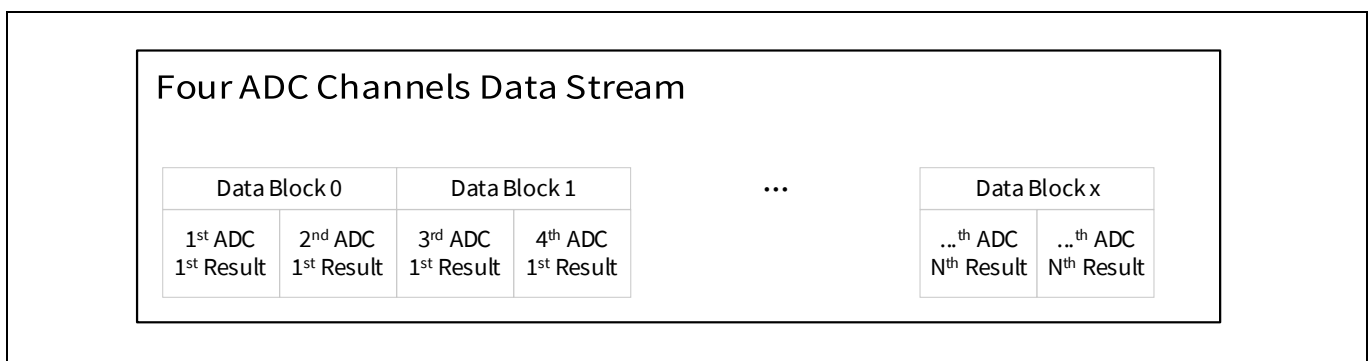 Four ADC Channels Data Stream
Data Block 0 Data Block 1 ... Data Block x
1st ADC 2nd ADC 3rd ADC 4th ADC ...th ADC ...th ADC
1st Result 1st Result 1st Result 1st Result Nth Result Nth Result